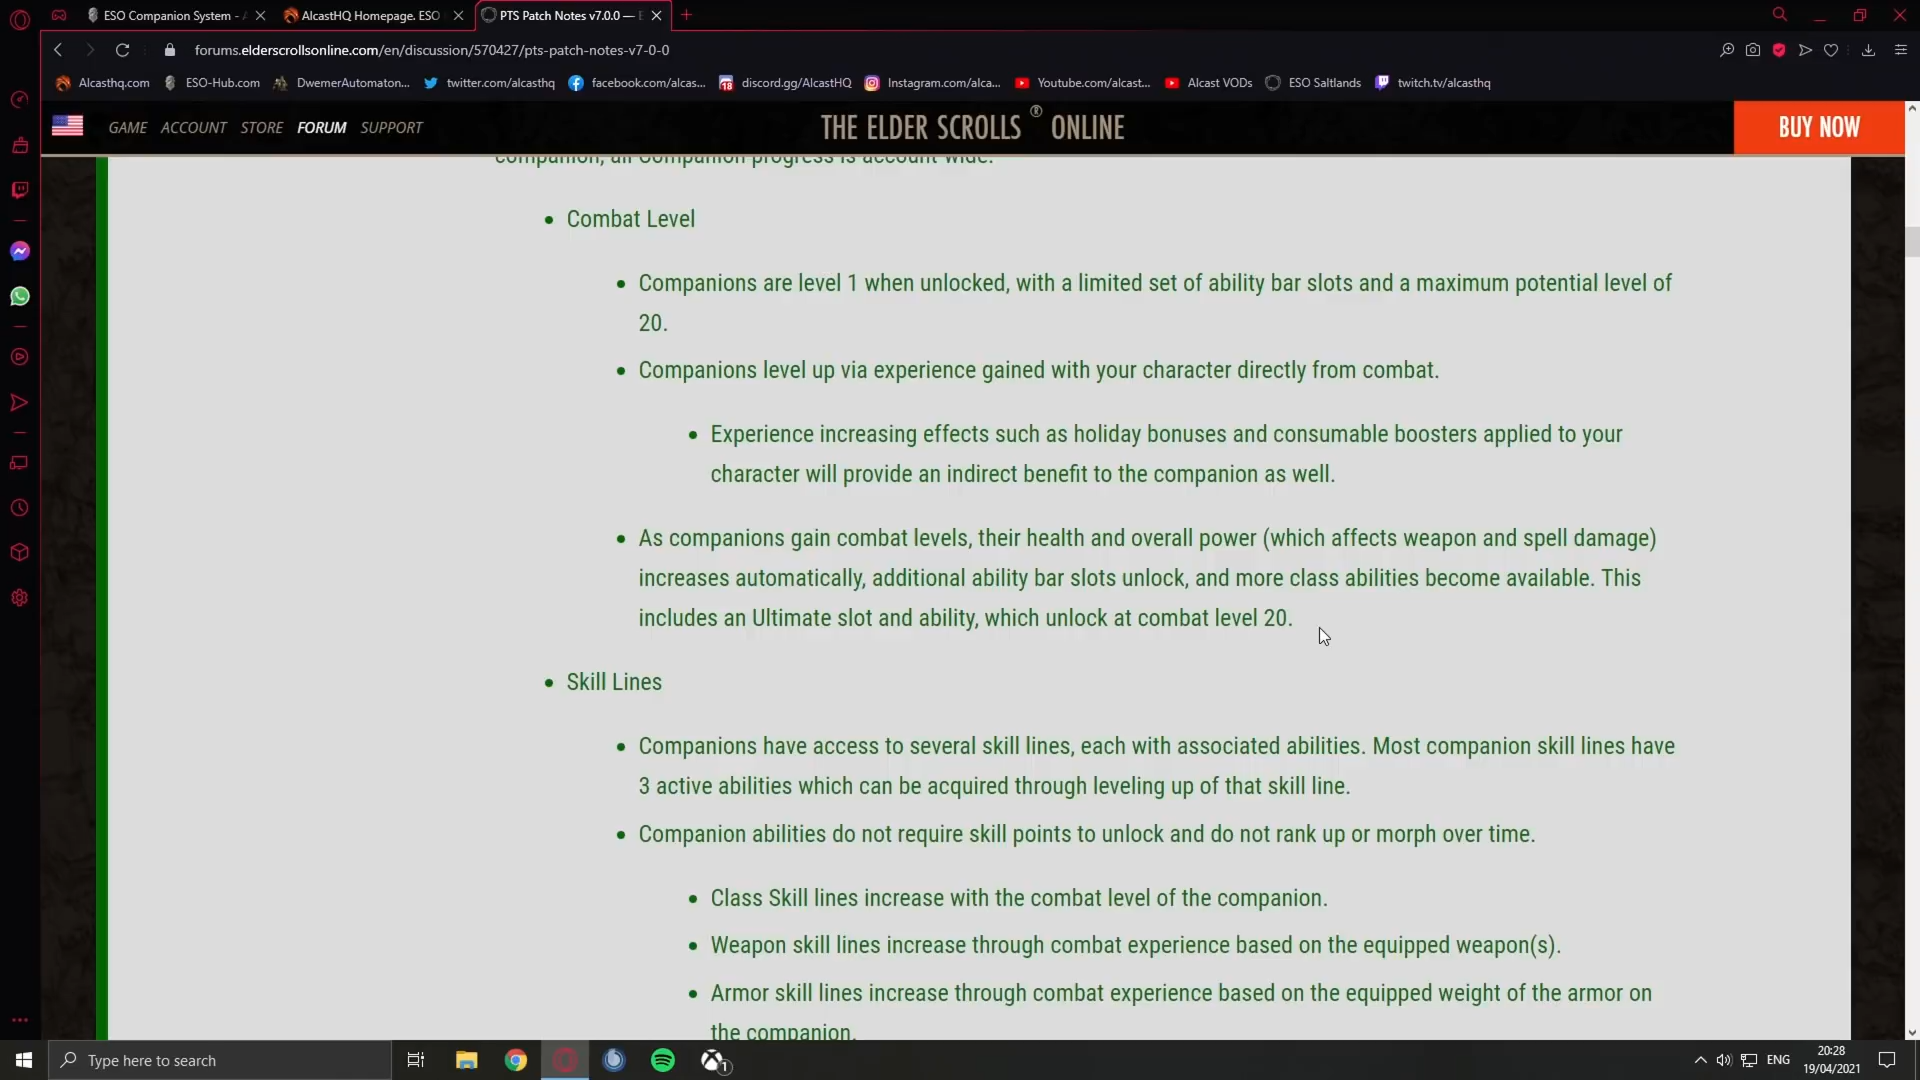 ESO Companion System - A
AlcastHQ Homepage. ESO
PTS Patch Notes v7.0.0 — E
forums.elderscrollsonline.com/en/discussion/570427/pts-patch-notes-v7-0-0
Alcasthq.com
ESO-Hub.com
DwemerAutomaton...
twitter.com/alcasthq
facebook.com/alcas...
18
discord.gg/AlcastHQ
Instagram.com/alca...
Youtube.com/alcast...
Alcast VODs
ESO Saltlands
twitch.tv/alcasthq
GAME ACCOUNT STORE FORUM SUPPORT
THE ELDER SCROLLS ® ONLINE
BUY NOW
companion, all Companion progress is account wide.
• Combat Level
• Companions are level 1 when unlocked, with a limited set of ability bar slots and a maximum potential level of
20.
• Companions level up via experience gained with your character directly from combat.
• Experience increasing effects such as holiday bonuses and consumable boosters applied to your
character will provide an indirect benefit to the companion as well.
• As companions gain combat levels, their health and overall power (which affects weapon and spell damage)
increases automatically, additional ability bar slots unlock, and more class abilities become available. This
includes an Ultimate slot and ability, which unlock at combat level 20.
• Skill Lines
• Companions have access to several skill lines, each with associated abilities. Most companion skill lines have
3 active abilities which can be acquired through leveling up of that skill line.
• Companion abilities do not require skill points to unlock and do not rank up or morph over time.
• Class Skill lines increase with the combat level of the companion.
• Weapon skill lines increase through combat experience based on the equipped weapon(s).
• Armor skill lines increase through combat experience based on the equipped weight of the armor on
the companion.
Type here to search
1
ENG
20:28
19/04/2021